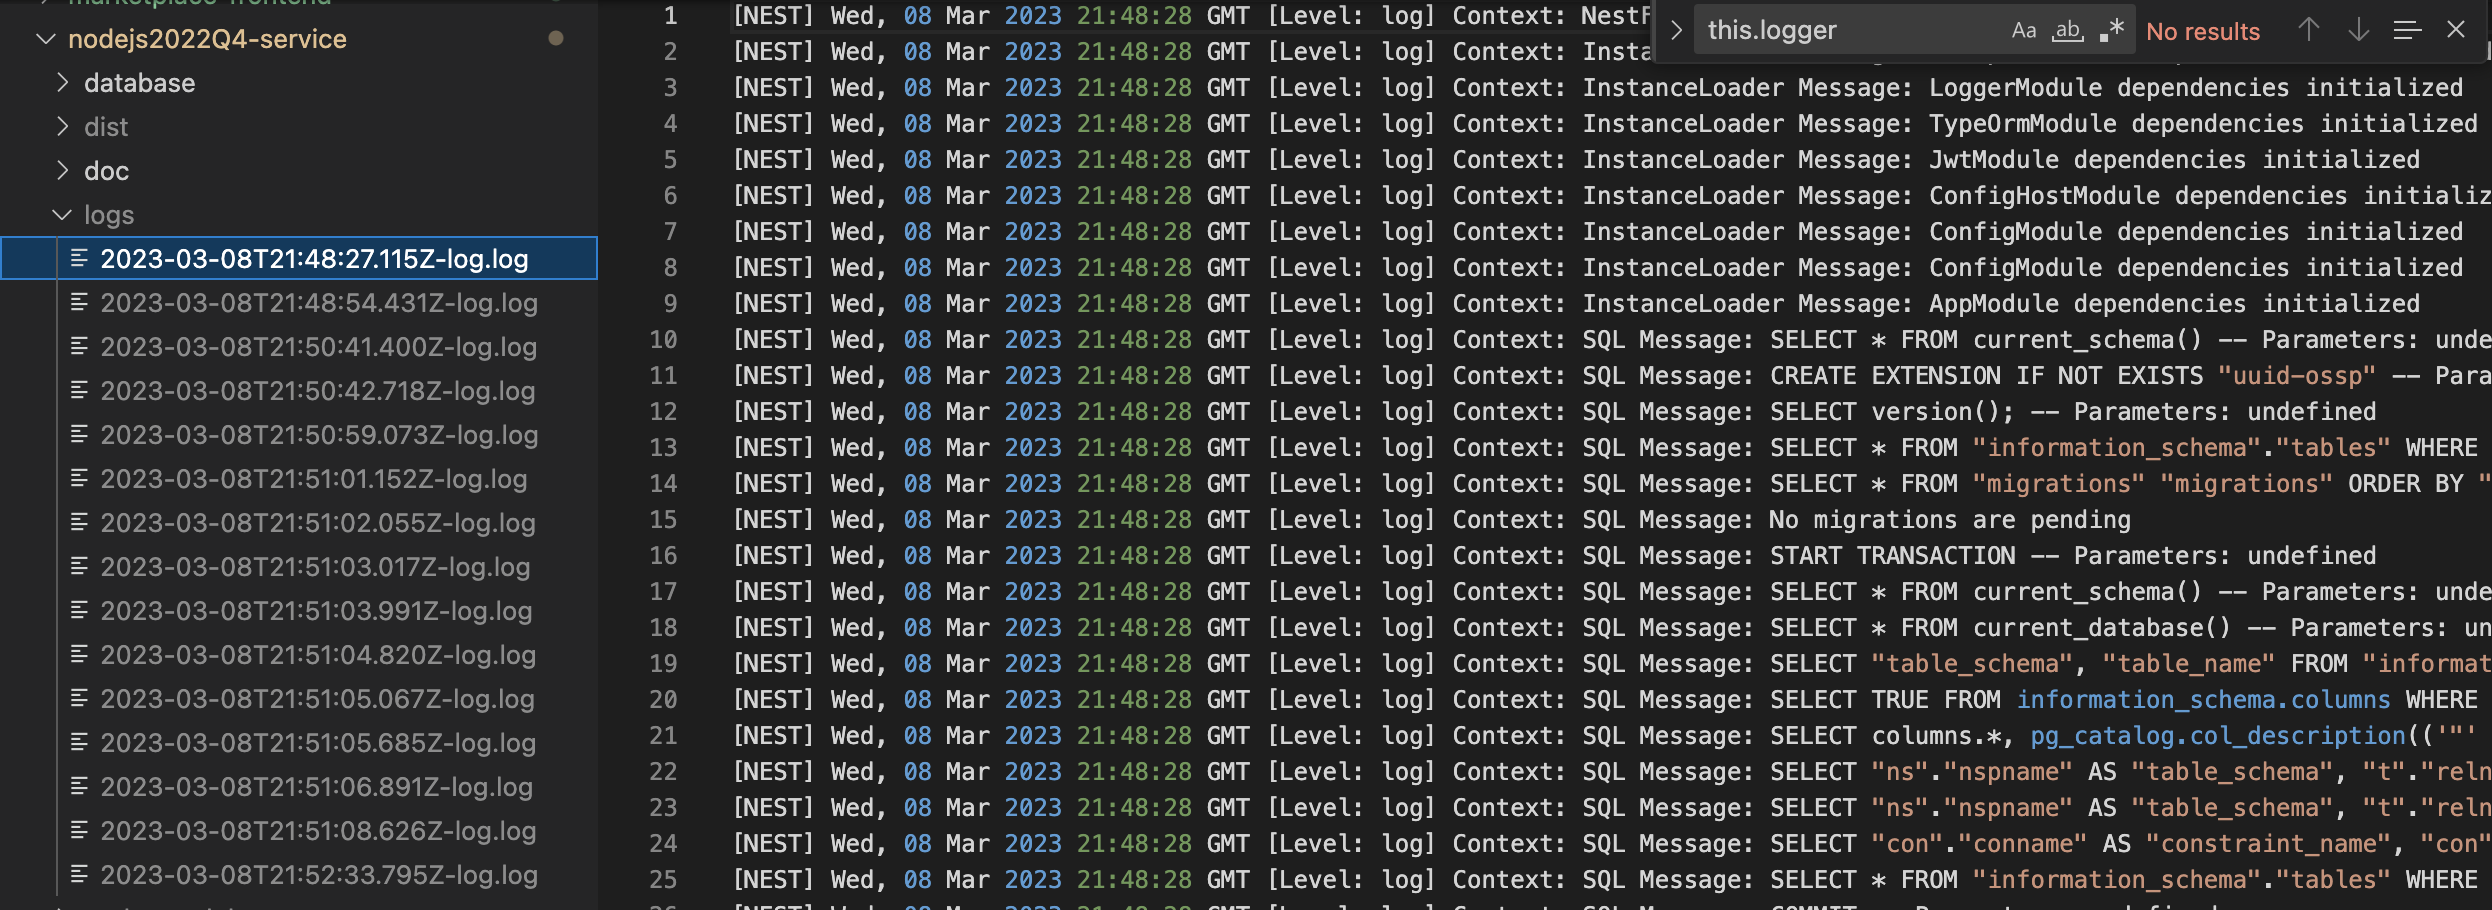 marketplace-frontend
nodejs2022Q4-service
database
dist
doc
logs
2023-03-08T21:48:27.115Z-log.log
2023-03-08T21:48:54.431Z-log.log
2023-03-08T21:50:41.400Z-log.log
2023-03-08T21:50:42.718Z-log.log
2023-03-08T21:50:59.073Z-log.log
2023-03-08T21:51:01.152Z-log.log
2023-03-08T21:51:02.055Z-log.log
2023-03-08T21:51:03.017Z-log.log
2023-03-08T21:51:03.991Z-log.log
2023-03-08T21:51:04.820Z-log.log
2023-03-08T21:51:05.067Z-log.log
2023-03-08T21:51:05.685Z-log.log
2023-03-08T21:51:06.891Z-log.log
2023-03-08T21:51:08.626Z-log.log
2023-03-08T21:52:33.795Z-log.log
this.logger Aa ab .* No results
1 [NEST] Wed, 08 Mar 2023 21:48:28 GMT [Level: log] Context: NestF
2 [NEST] Wed, 08 Mar 2023 21:48:28 GMT [Level: log] Context: Insta
3 [NEST] Wed, 08 Mar 2023 21:48:28 GMT [Level: log] Context: InstanceLoader Message: LoggerModule dependencies initialized
4 [NEST] Wed, 08 Mar 2023 21:48:28 GMT [Level: log] Context: InstanceLoader Message: TypeOrmModule dependencies initialized
5 [NEST] Wed, 08 Mar 2023 21:48:28 GMT [Level: log] Context: InstanceLoader Message: JwtModule dependencies initialized
6 [NEST] Wed, 08 Mar 2023 21:48:28 GMT [Level: log] Context: InstanceLoader Message: ConfigHostModule dependencies initializ
7 [NEST] Wed, 08 Mar 2023 21:48:28 GMT [Level: log] Context: InstanceLoader Message: ConfigModule dependencies initialized
8 [NEST] Wed, 08 Mar 2023 21:48:28 GMT [Level: log] Context: InstanceLoader Message: ConfigModule dependencies initialized
9 [NEST] Wed, 08 Mar 2023 21:48:28 GMT [Level: log] Context: InstanceLoader Message: AppModule dependencies initialized
10 [NEST] Wed, 08 Mar 2023 21:48:28 GMT [Level: log] Context: SQL Message: SELECT * FROM current_schema() -- Parameters: unde
11 [NEST] Wed, 08 Mar 2023 21:48:28 GMT [Level: log] Context: SQL Message: CREATE EXTENSION IF NOT EXISTS "uuid-ossp" -- Para
12 [NEST] Wed, 08 Mar 2023 21:48:28 GMT [Level: log] Context: SQL Message: SELECT version(); -- Parameters: undefined
13 [NEST] Wed, 08 Mar 2023 21:48:28 GMT [Level: log] Context: SQL Message: SELECT * FROM "information_schema"."tables" WHERE
14 [NEST] Wed, 08 Mar 2023 21:48:28 GMT [Level: log] Context: SQL Message: SELECT * FROM "migrations" "migrations" ORDER BY "
15 [NEST] Wed, 08 Mar 2023 21:48:28 GMT [Level: log] Context: SQL Message: No migrations are pending
16 [NEST] Wed, 08 Mar 2023 21:48:28 GMT [Level: log] Context: SQL Message: START TRANSACTION -- Parameters: undefined
17 [NEST] Wed, 08 Mar 2023 21:48:28 GMT [Level: log] Context: SQL Message: SELECT * FROM current_schema() -- Parameters: unde
18 [NEST] Wed, 08 Mar 2023 21:48:28 GMT [Level: log] Context: SQL Message: SELECT * FROM current_database() -- Parameters: un
19 [NEST] Wed, 08 Mar 2023 21:48:28 GMT [Level: log] Context: SQL Message: SELECT "table_schema", "table_name" FROM "informat
20 [NEST] Wed, 08 Mar 2023 21:48:28 GMT [Level: log] Context: SQL Message: SELECT TRUE FROM information_schema.columns WHERE
21 [NEST] Wed, 08 Mar 2023 21:48:28 GMT [Level: log] Context: SQL Message: SELECT columns.*, pg_catalog.col_description(('"'
22 [NEST] Wed, 08 Mar 2023 21:48:28 GMT [Level: log] Context: SQL Message: SELECT "ns"."nspname" AS "table_schema", "t"."reln
23 [NEST] Wed, 08 Mar 2023 21:48:28 GMT [Level: log] Context: SQL Message: SELECT "ns"."nspname" AS "table_schema", "t"."reln
24 [NEST] Wed, 08 Mar 2023 21:48:28 GMT [Level: log] Context: SQL Message: SELECT "con"."conname" AS "constraint_name", "con"
25 [NEST] Wed, 08 Mar 2023 21:48:28 GMT [Level: log] Context: SQL Message: SELECT * FROM "information_schema"."tables" WHERE